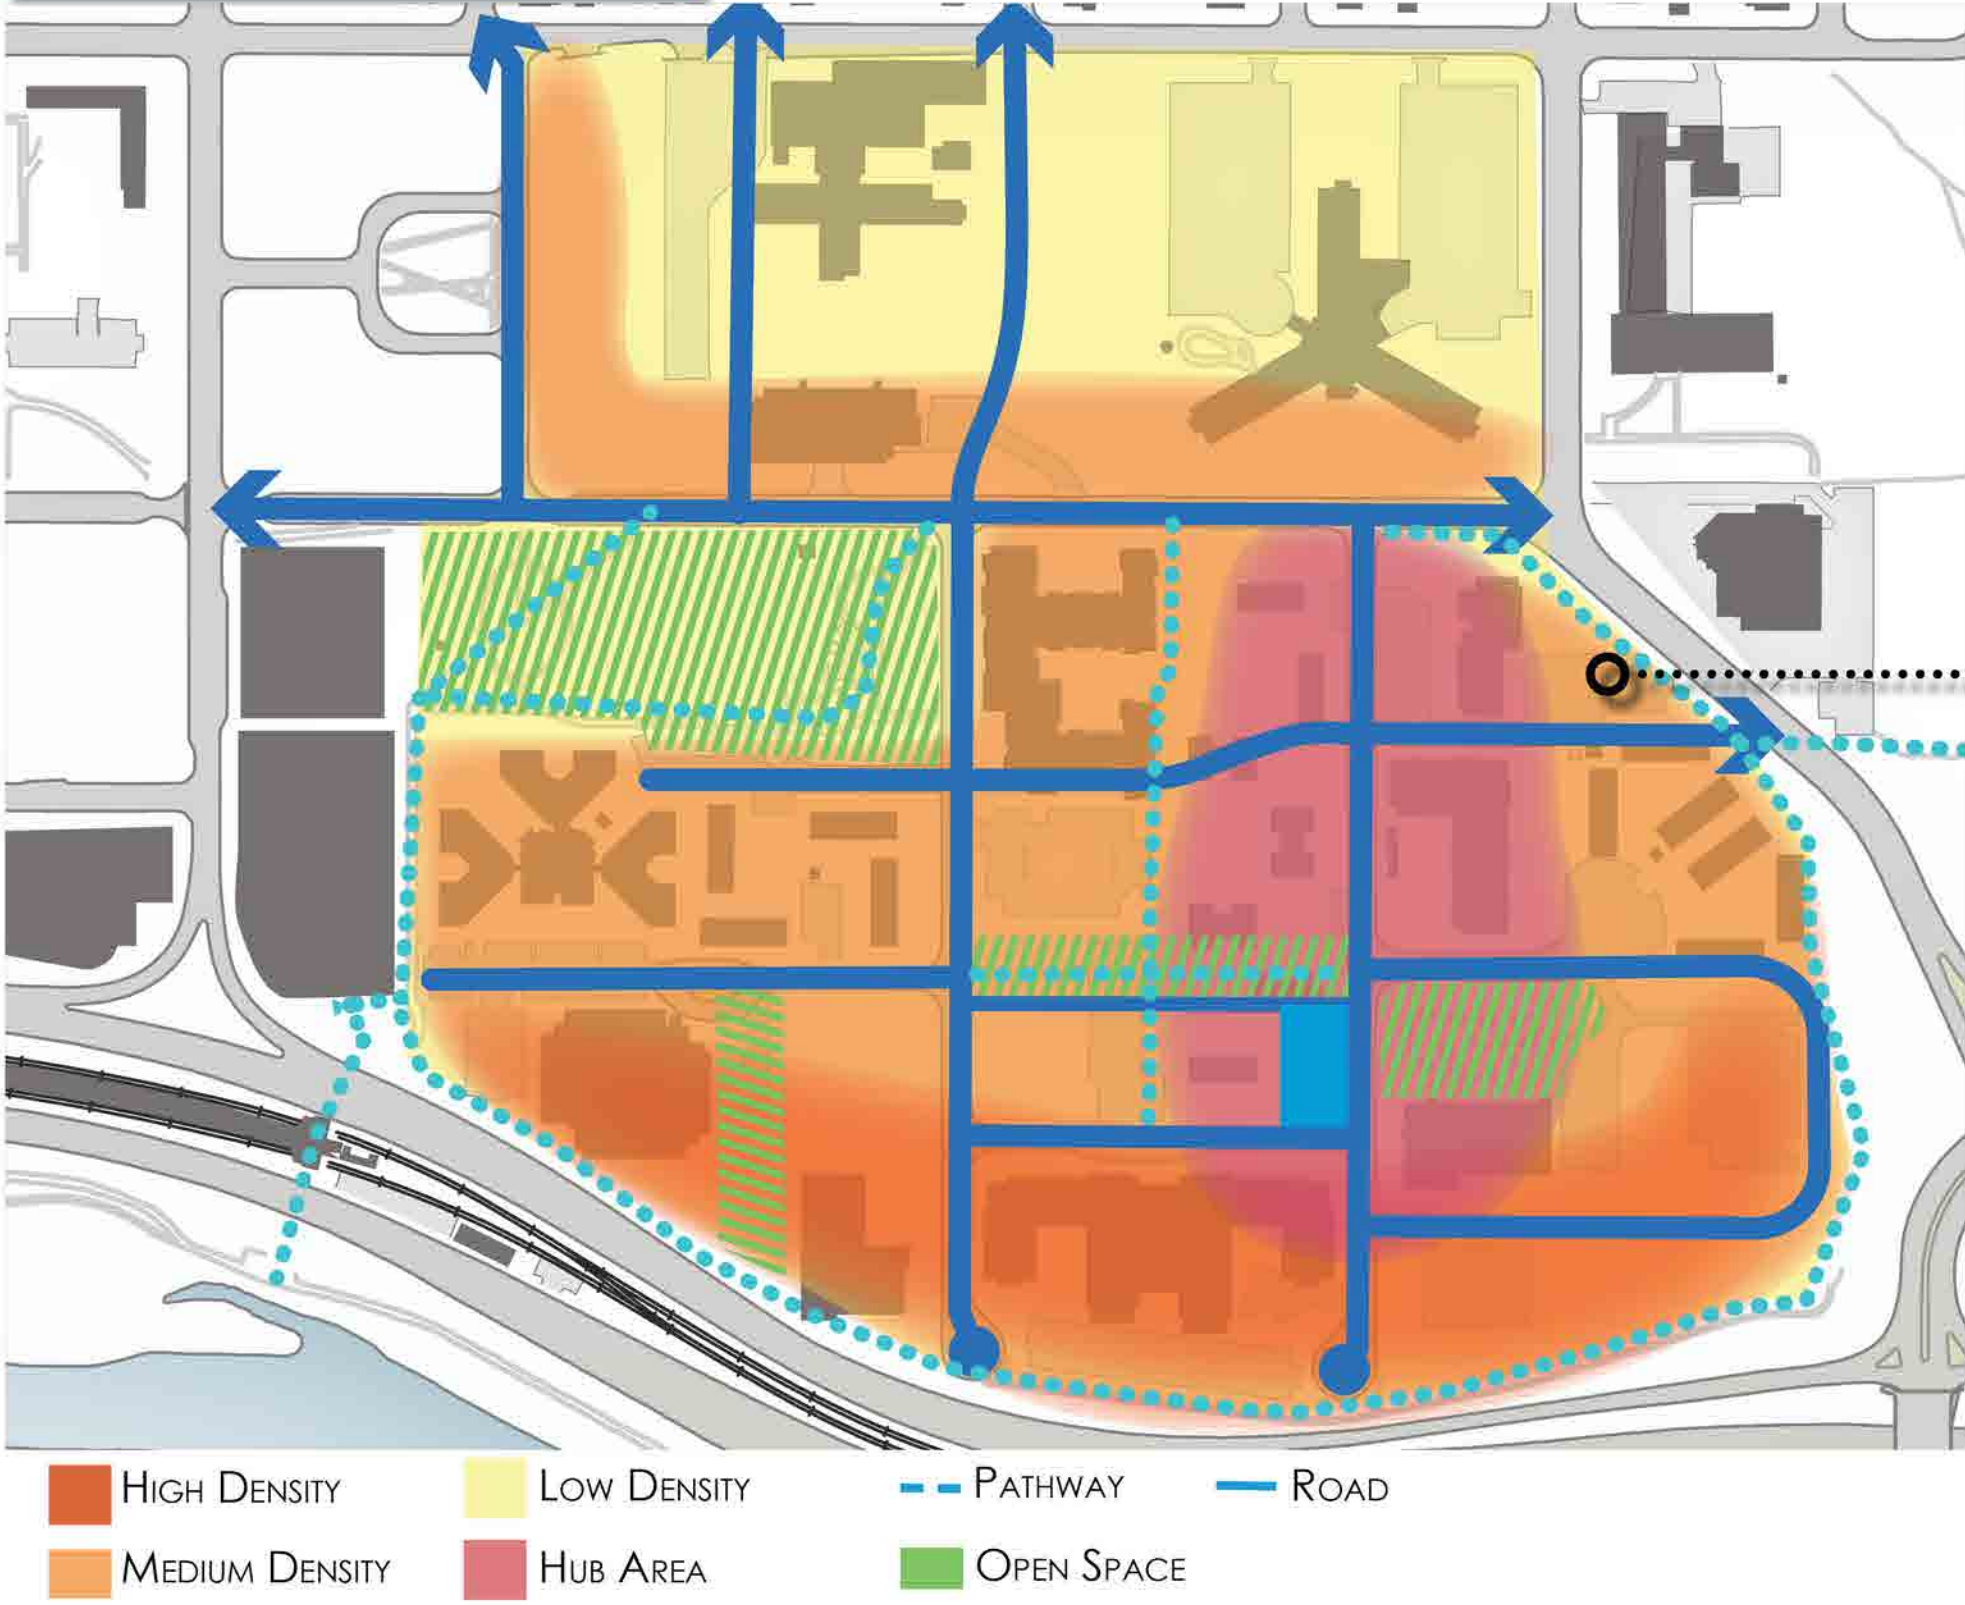 High Density
Low Density
Pathway
Road
Medium Density
Hub Area
Open Space